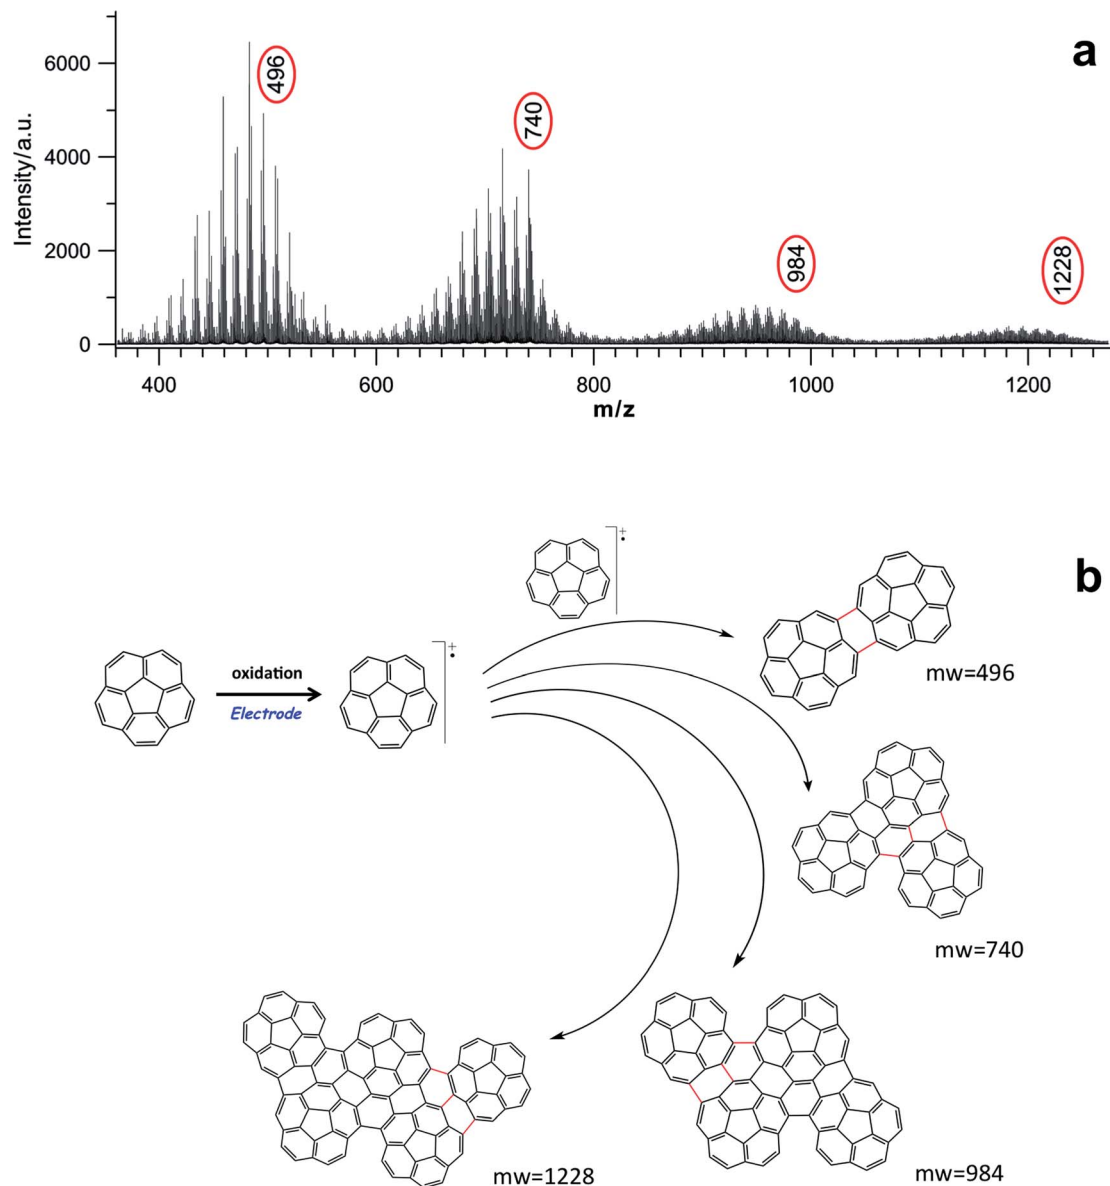 a
6000
4000
2000
0
Intensity/a.u.
496
740
984
1228
400
600
800
1000
1200
m/z
b
+
•
oxidation
Electrode
+
•
mw=496
mw=740
mw=984
mw=1228